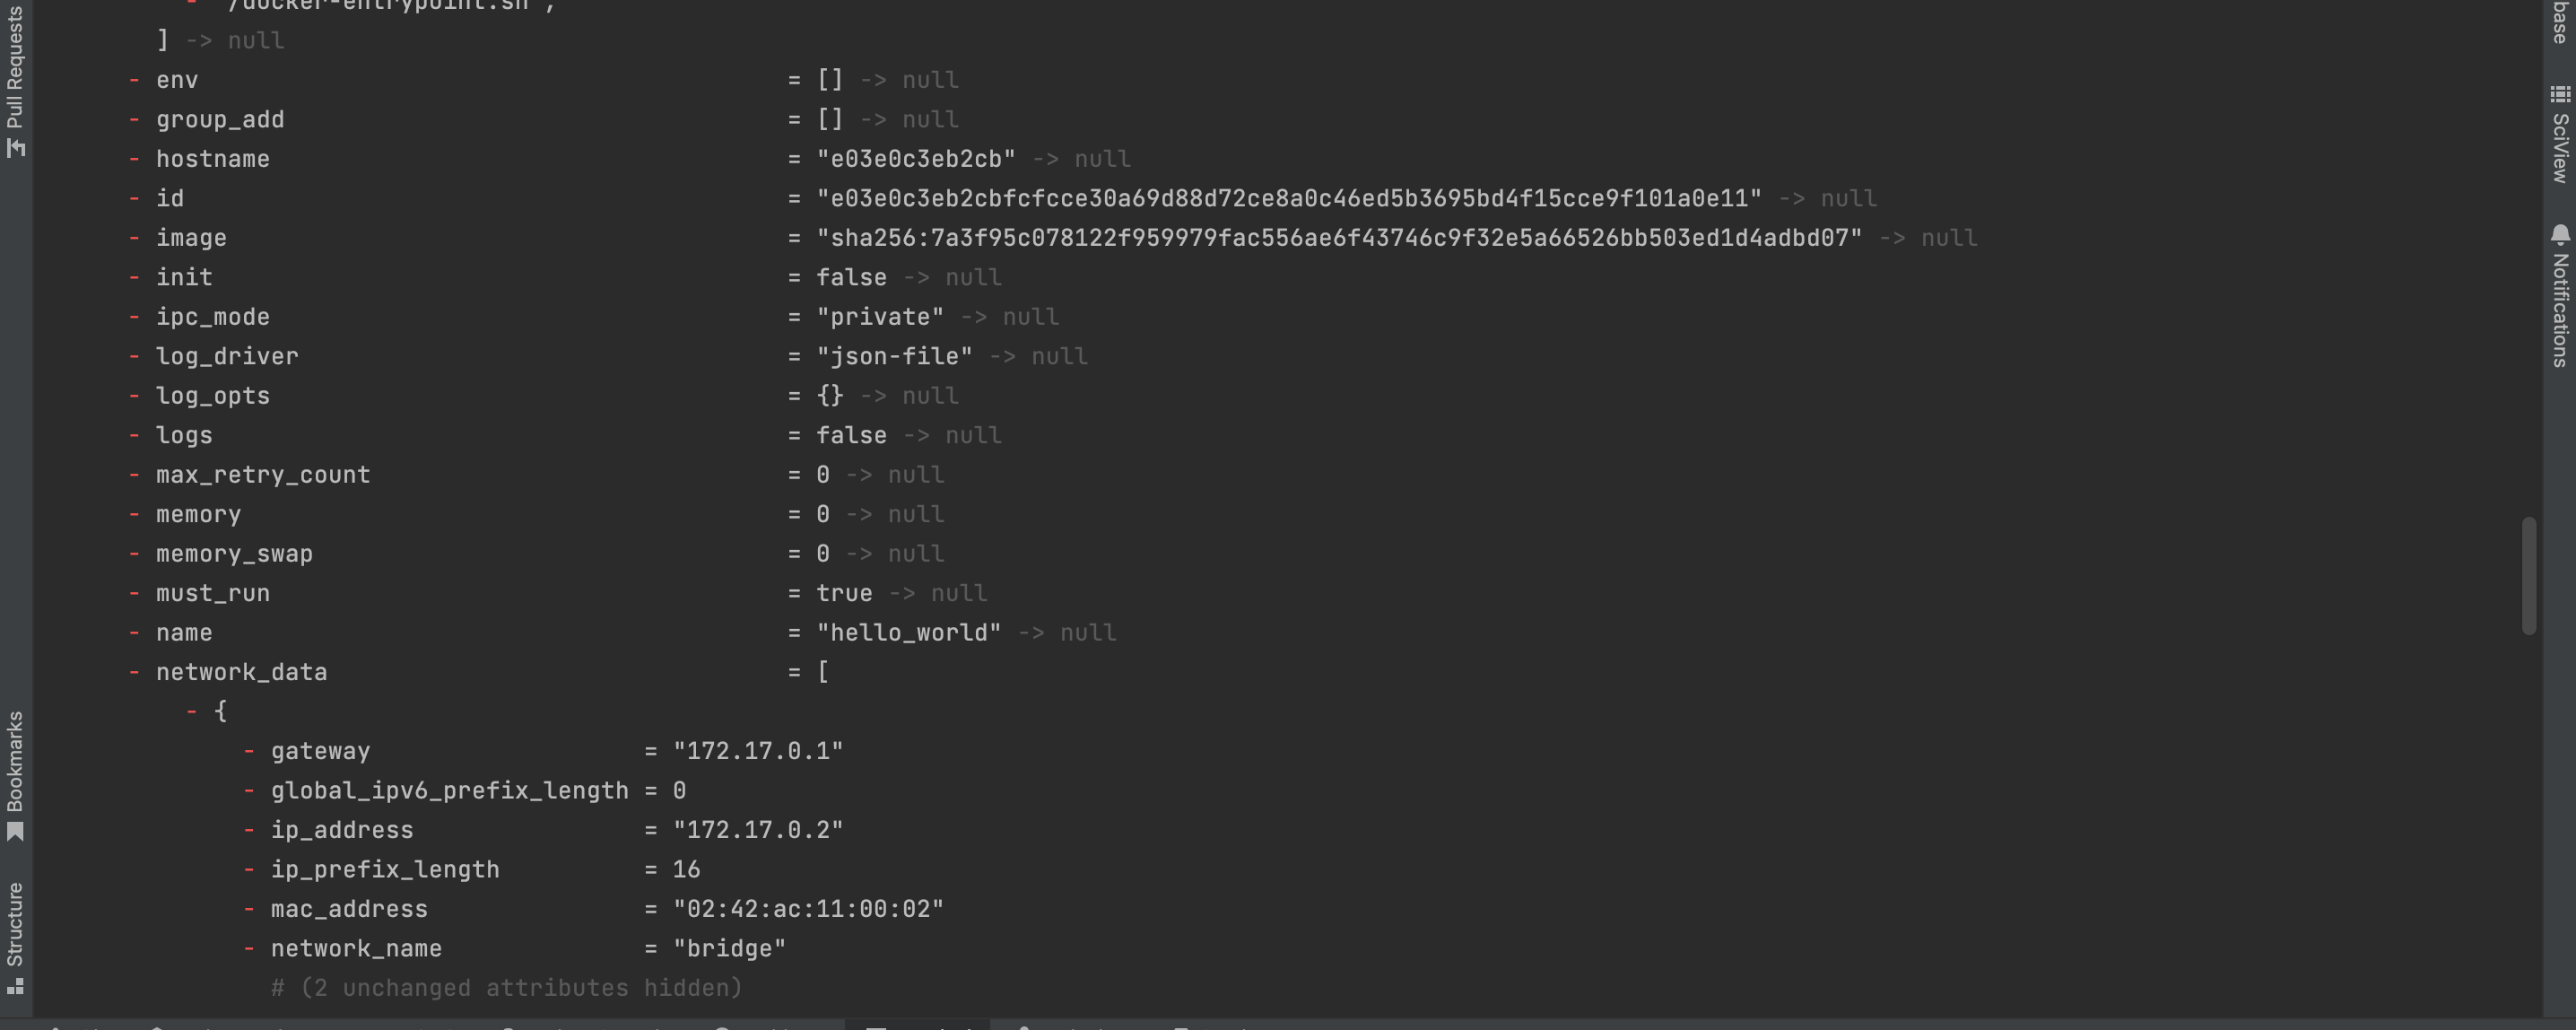 - "/docker-entrypoint.sh",
] -> null
- env = [] -> null
- group_add = [] -> null
- hostname = "e03e0c3eb2cb" -> null
- id = "e03e0c3eb2cbfcfcce30a69d88d72ce8a0c46ed5b3695bd4f15cce9f101a0e11" -> null
- image = "sha256:7a3f95c078122f959979fac556ae6f43746c9f32e5a66526bb503ed1d4adbd07" -> null
- init = false -> null
- ipc_mode = "private" -> null
- log_driver = "json-file" -> null
- log_opts = {} -> null
- logs = false -> null
- max_retry_count = 0 -> null
- memory = 0 -> null
- memory_swap = 0 -> null
- must_run = true -> null
- name = "hello_world" -> null
- network_data = [
- {
- gateway = "172.17.0.1"
- global_ipv6_prefix_length = 0
- ip_address = "172.17.0.2"
- ip_prefix_length = 16
- mac_address = "02:42:ac:11:00:02"
- network_name = "bridge"
# (2 unchanged attributes hidden)
Pull Requests
Bookmarks
Structure
base
SciView
Notifications